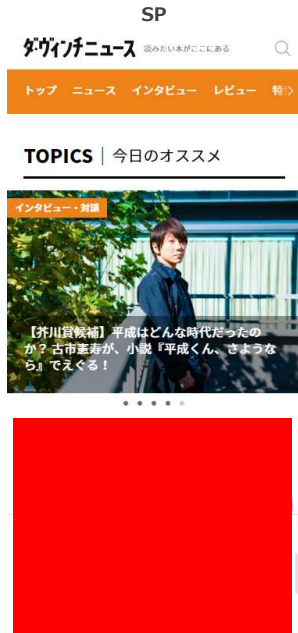 SP
ダ・ヴィンチニュース 読みたい本がここにある
トップ ニュース インタビュー レビュー 特
TOPICS 今日のオススメ
インタビュー・対談
【芥川賞候補】平成はどんな時代だったの
か？ 古市憲寿が、小説『平成くん、さような
ら』でえぐる！